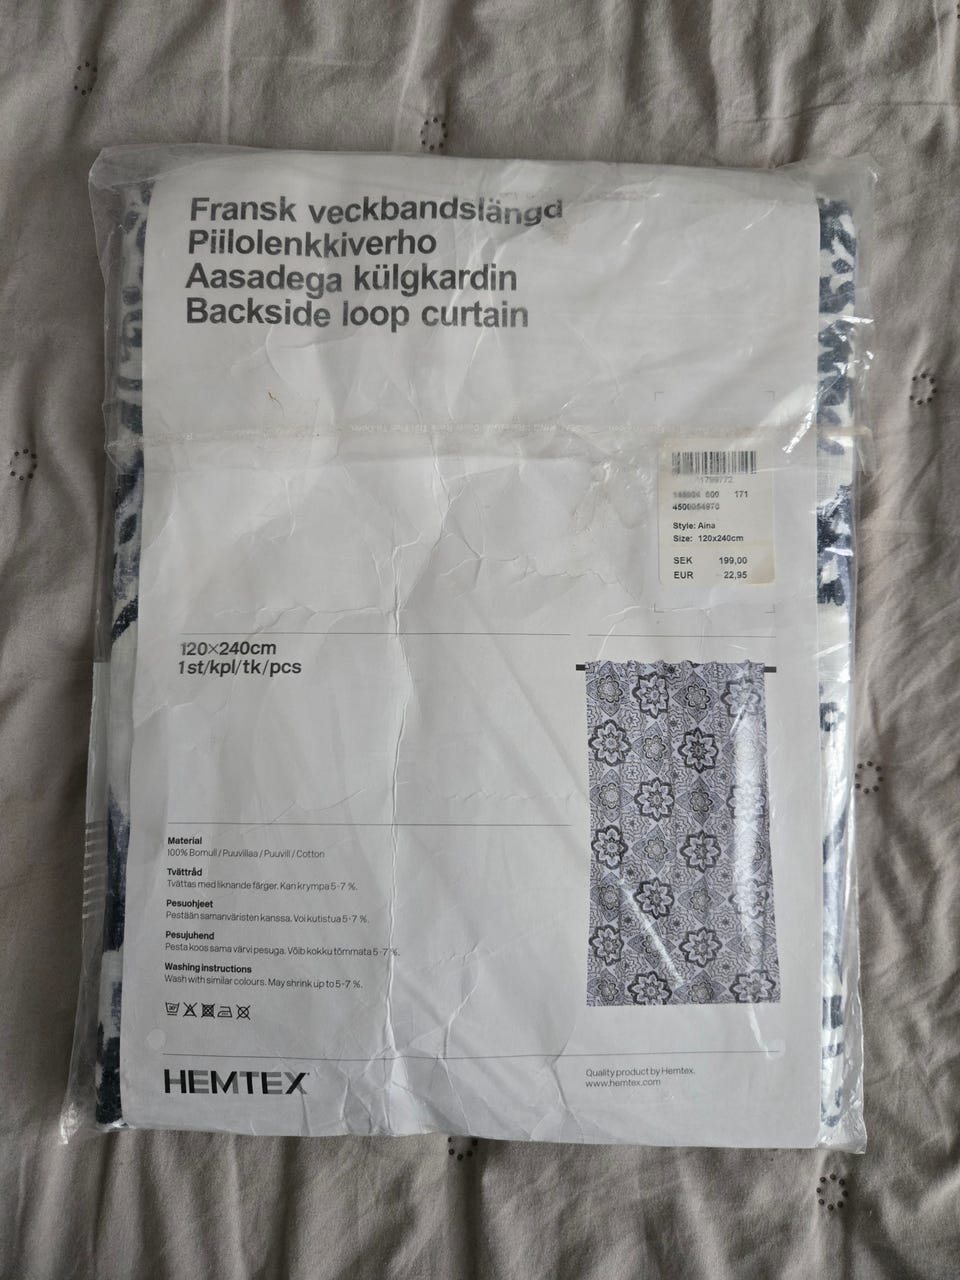 Fransk veckbandslängd
Piilolenkkiverho
Aasadega külgkardin
Backside loop curtain
171
Style: Aina
Size: 120x240cm
SEK 199,00
EUR 22,95
120×240cm
1 st/kpl/tk/pcs
Material
100% Bomull / Puuvillaa / Puuvill / Cotton
Tvättråd
Tvättas med liknande färger. Kan krympa 5-7 %.
Pesuohjeet
Pestään samanväristen kanssa. Voi kutistua 5-7 %.
Pesujuhend
Pesta koos sama värvi pesuga. Võib kokku tõmmata 5-7 %.
Washing instructions
Wash with similar colours. May shrink up to 5-7 %.
HEMTEX
Quality product by Hemtex.
www.hemtex.com